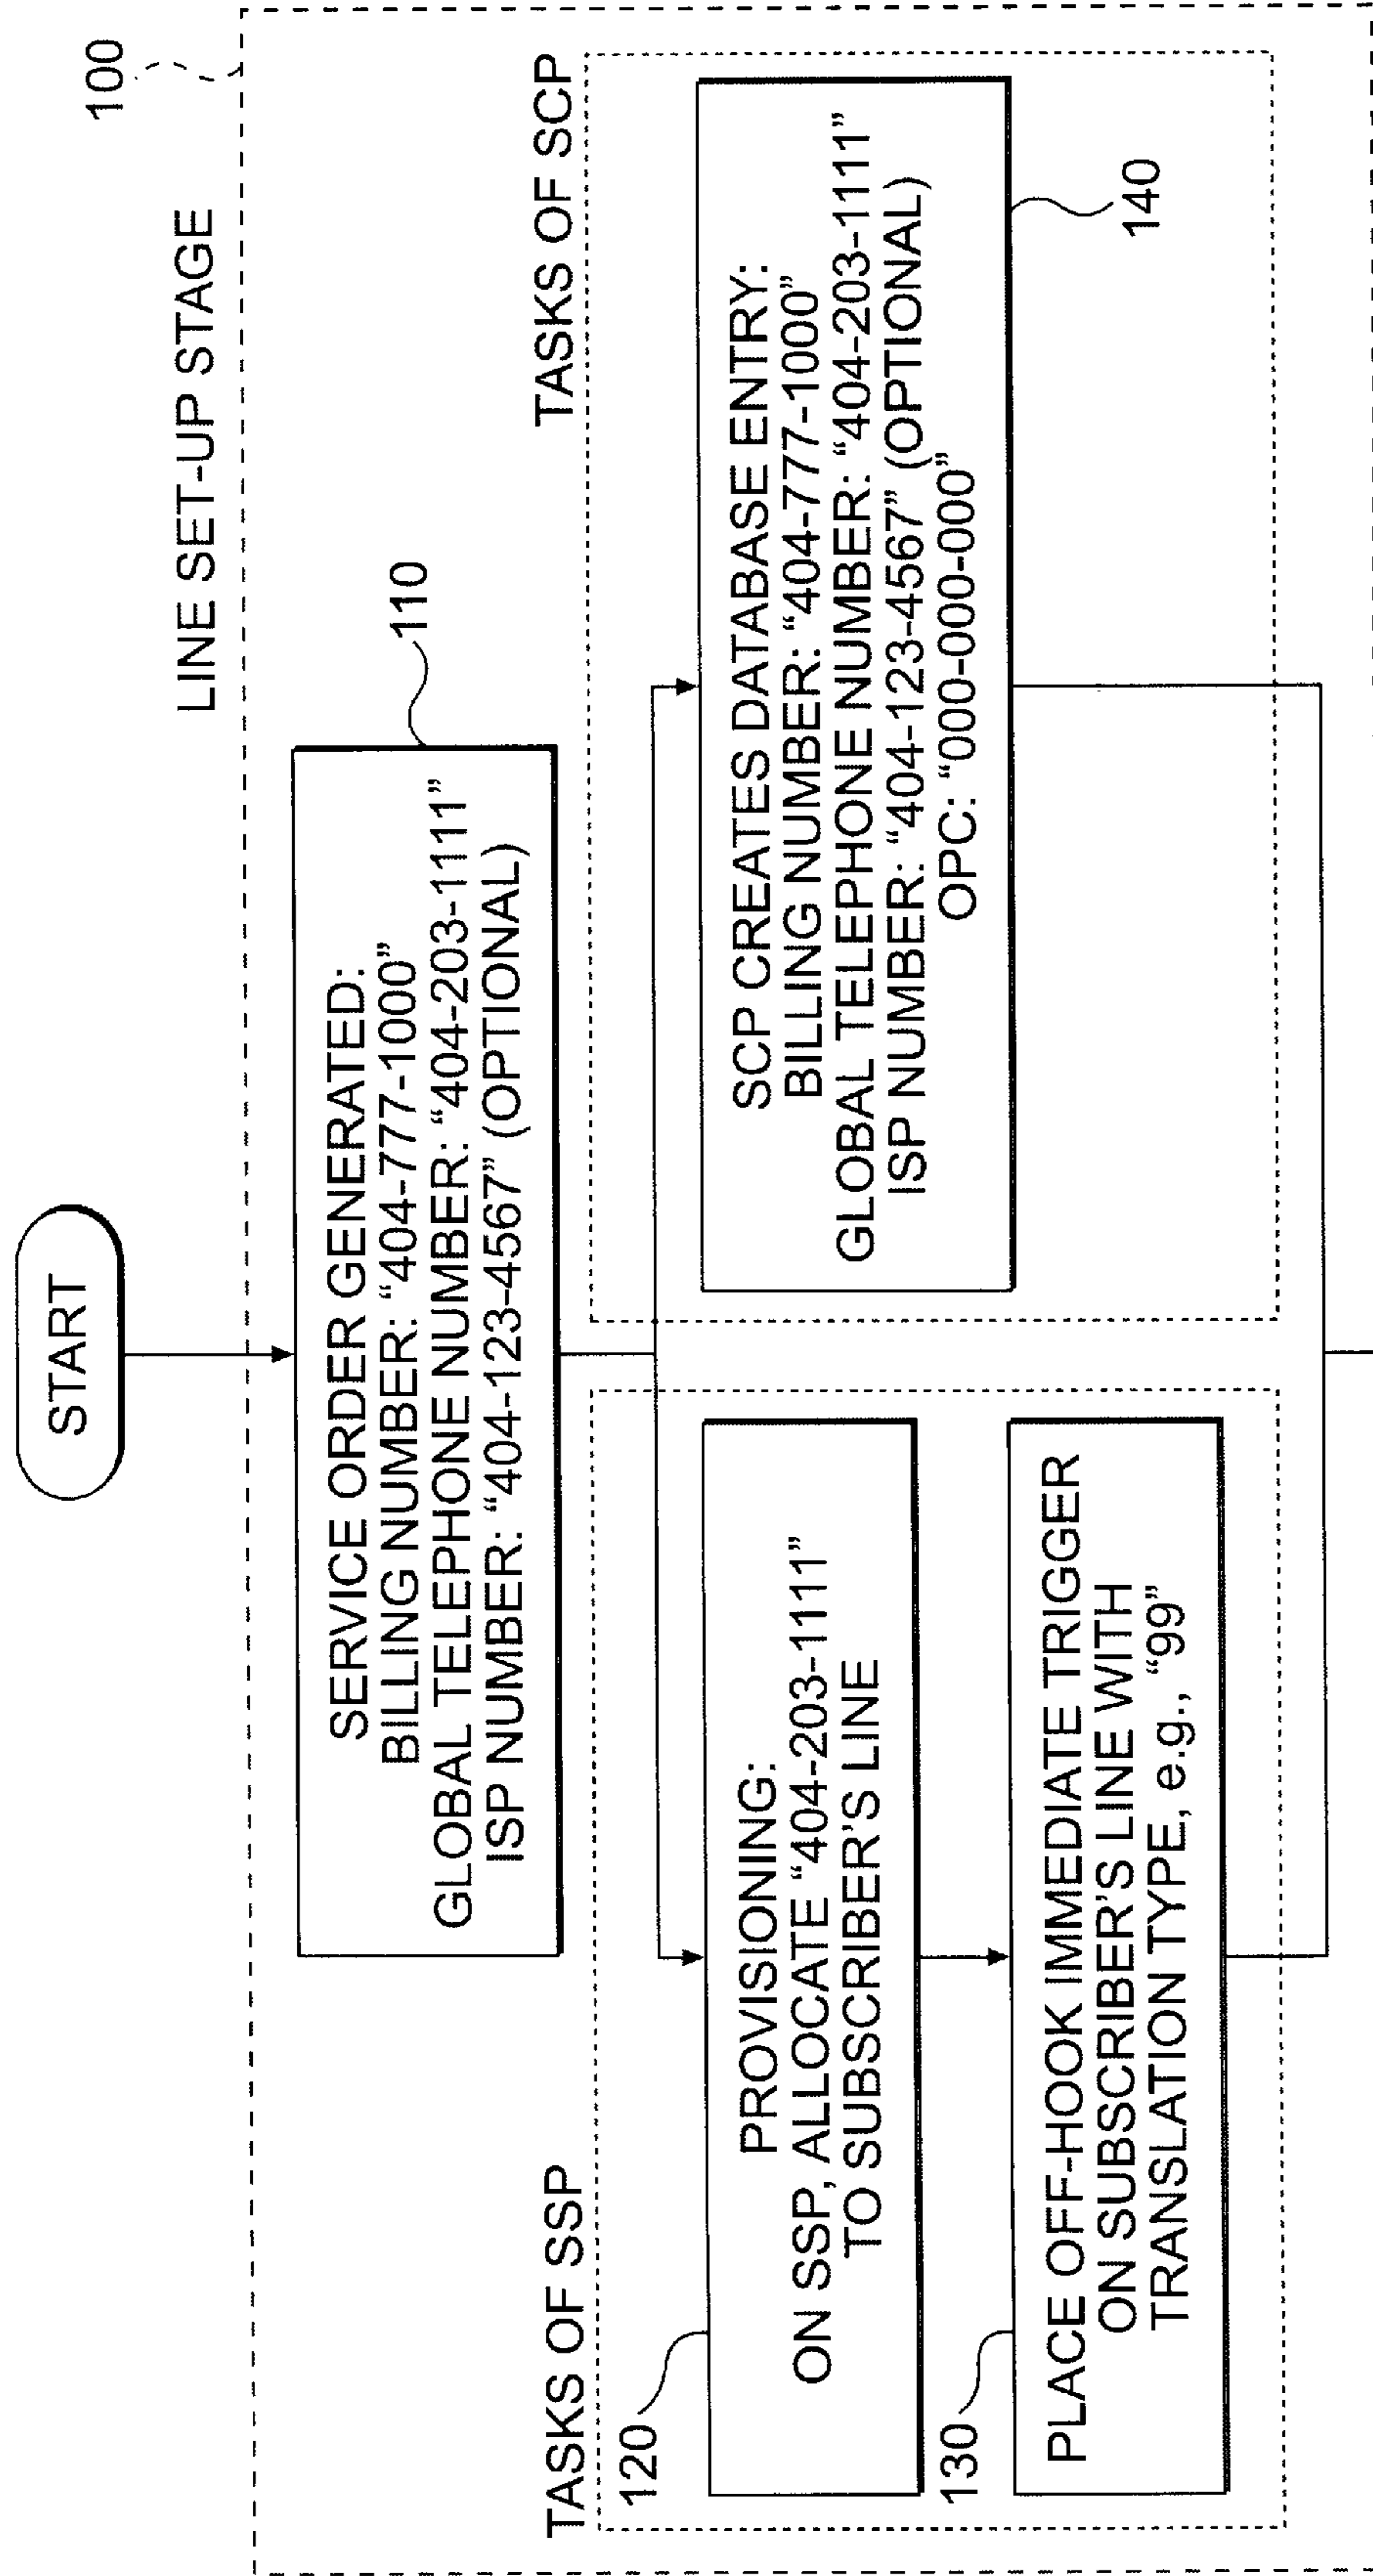 START
100
LINE SET-UP STAGE
110
SERVICE ORDER GENERATED:
BILLING NUMBER: “404-777-1000”
GLOBAL TELEPHONE NUMBER: “404-203-1111”
ISP NUMBER: “404-123-4567” (OPTIONAL)
TASKS OF SSP
120
PROVISIONING:
ON SSP, ALLOCATE “404-203-1111”
TO SUBSCRIBER’S LINE
130
PLACE OFF-HOOK IMMEDIATE TRIGGER
ON SUBSCRIBER’S LINE WITH
TRANSLATION TYPE, e.g., “99”
TASKS OF SCP
SCP CREATES DATABASE ENTRY:
BILLING NUMBER: “404-777-1000”
GLOBAL TELEPHONE NUMBER: “404-203-1111”
ISP NUMBER: “404-123-4567” (OPTIONAL)
OPC: “000-000-000”
140